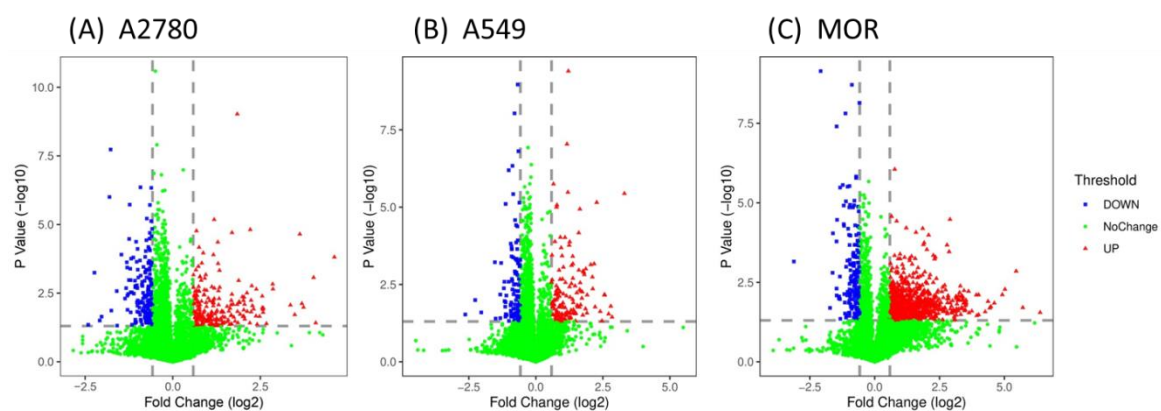 (A) A2780
(B) A549
(C) MOR
P Value (−log10)
10.0
7.5
5.0
2.5
0.0
−2.5
0.0
2.5
Fold Change (log2)
P Value (−log10)
7.5
5.0
2.5
0.0
−2.5
0.0
2.5
5.0
Fold Change (log2)
P Value (−log10)
7.5
5.0
2.5
0.0
−2.5
0.0
2.5
5.0
Fold Change (log2)
Threshold
DOWN
NoChange
UP